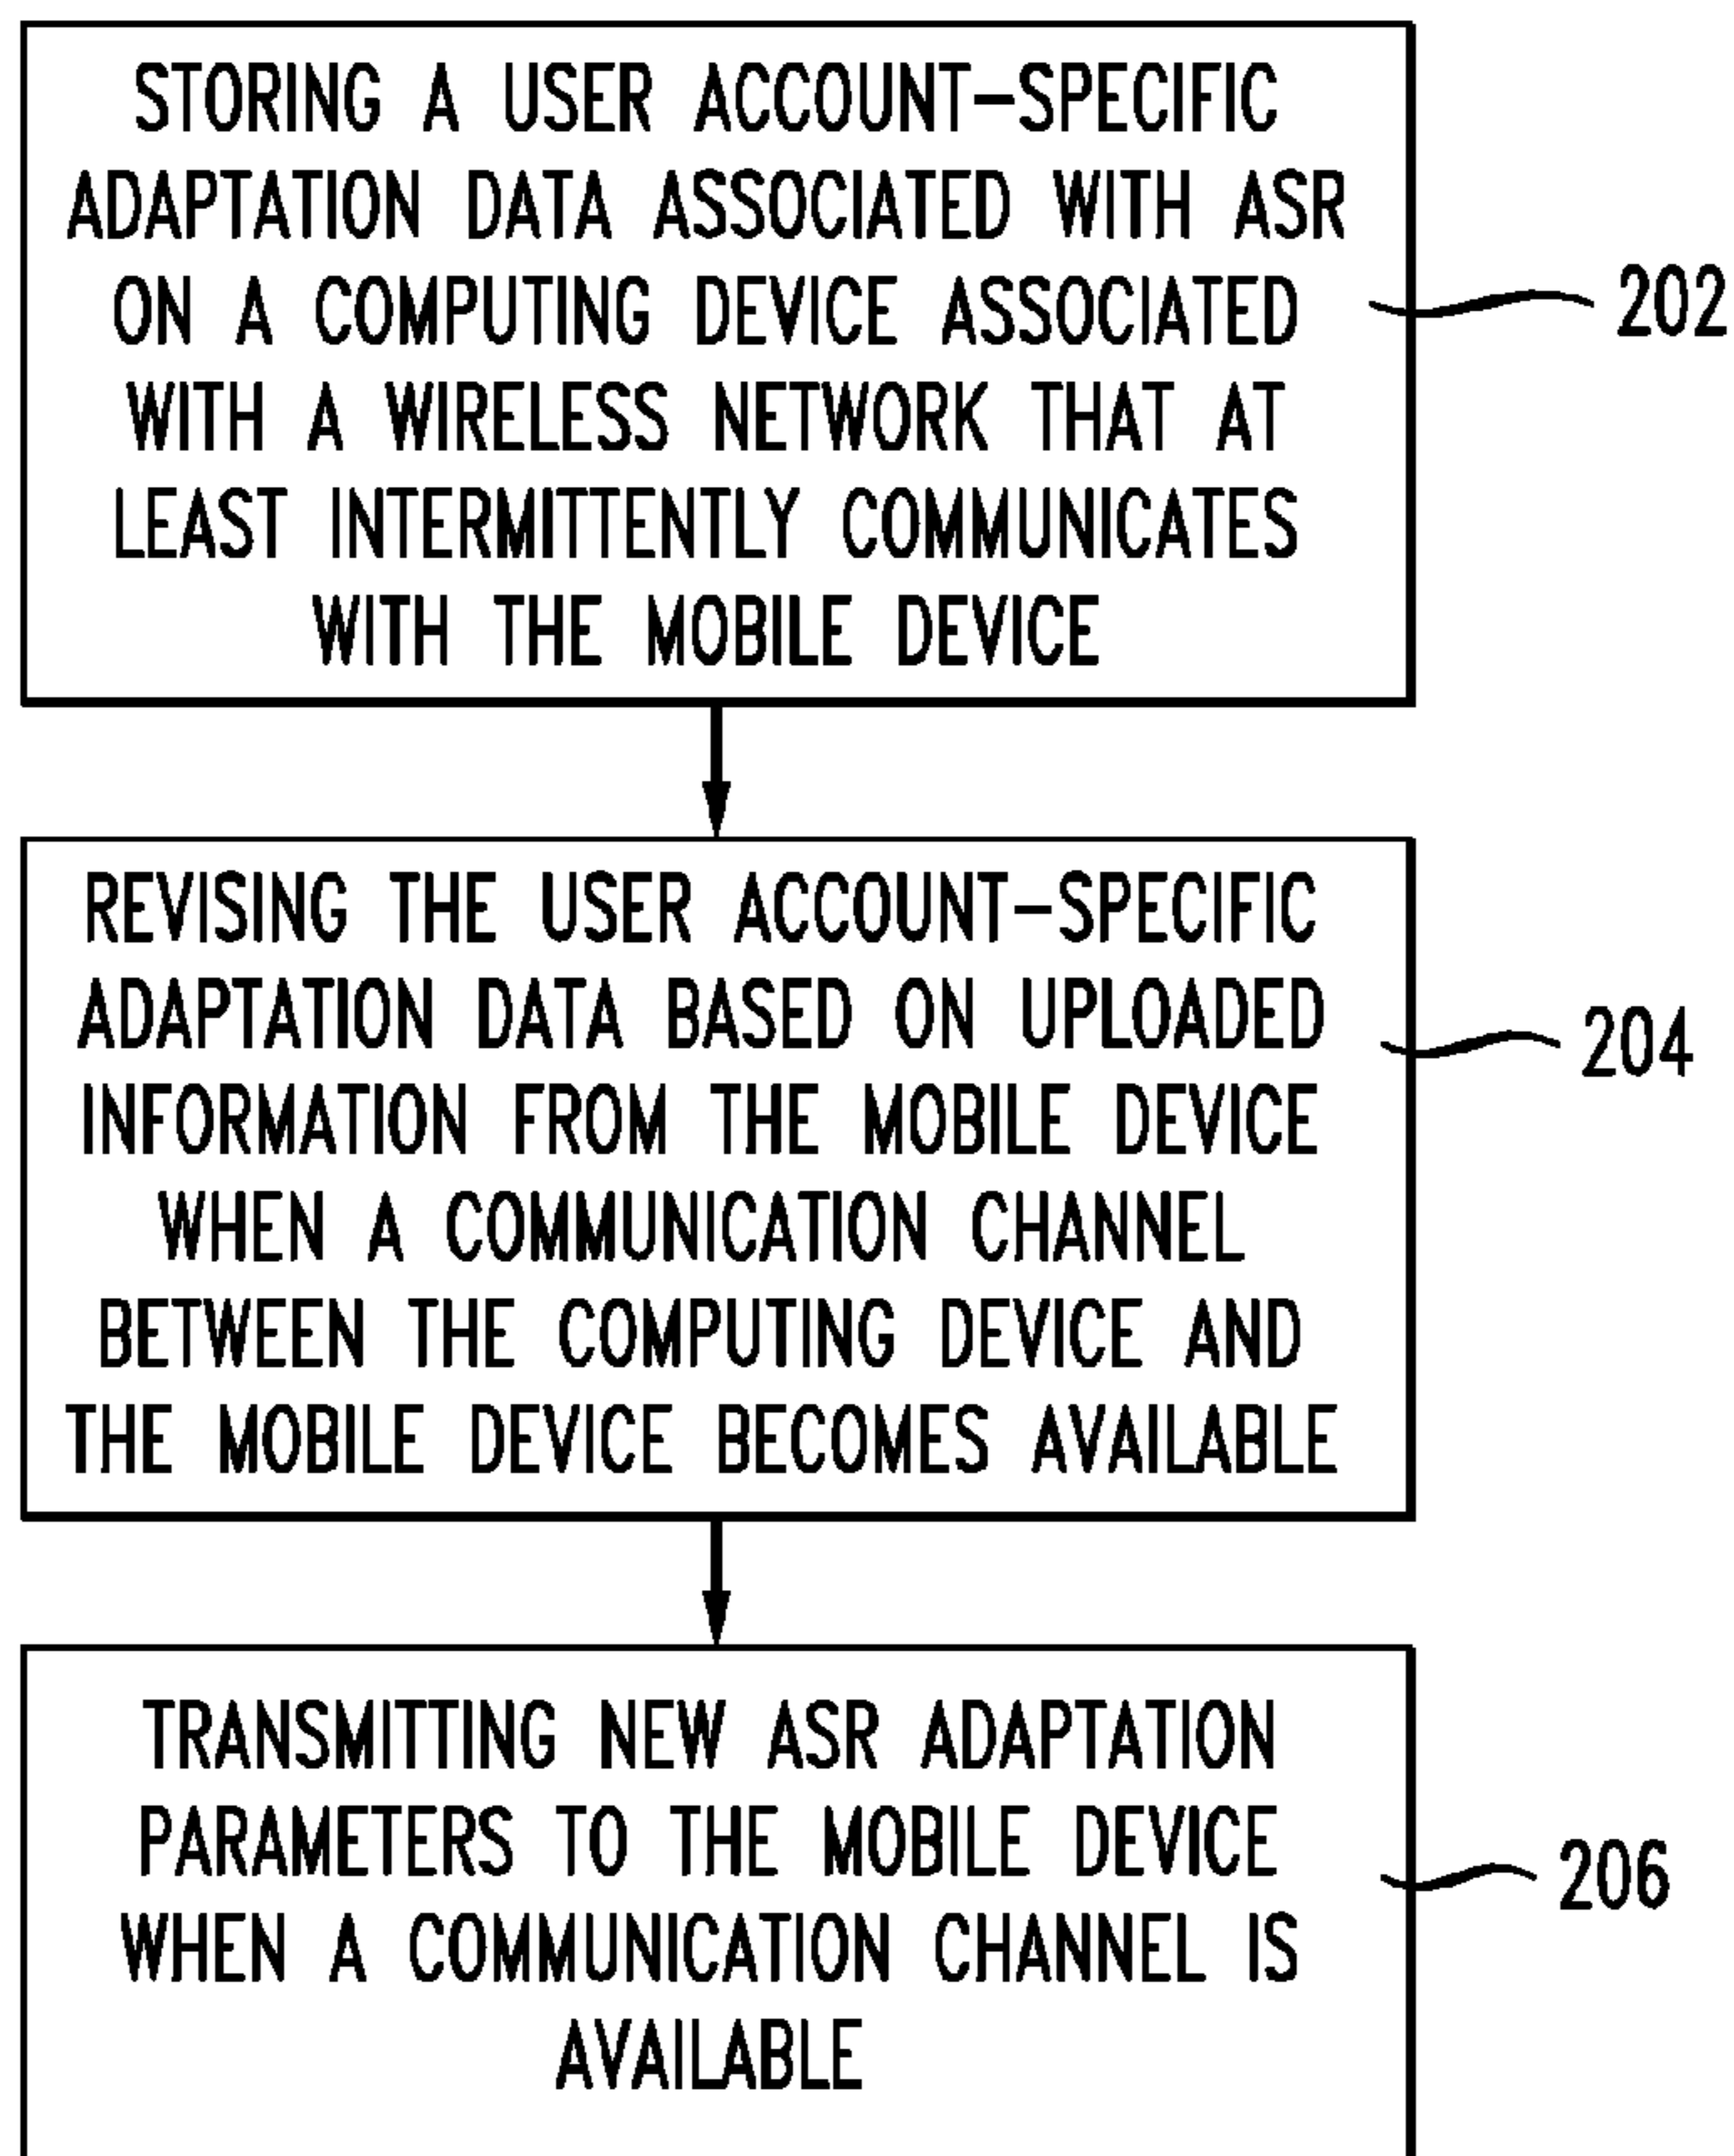 STORING A USER ACCOUNT-SPECIFIC
ADAPTATION DATA ASSOCIATED WITH ASR
ON A COMPUTING DEVICE ASSOCIATED
WITH A WIRELESS NETWORK THAT AT
LEAST INTERMITTENTLY COMMUNICATES
WITH THE MOBILE DEVICE
202
REVISING THE USER ACCOUNT-SPECIFIC
ADAPTATION DATA BASED ON UPLOADED
INFORMATION FROM THE MOBILE DEVICE
WHEN A COMMUNICATION CHANNEL
BETWEEN THE COMPUTING DEVICE AND
THE MOBILE DEVICE BECOMES AVAILABLE
204
TRANSMITTING NEW ASR ADAPTATION
PARAMETERS TO THE MOBILE DEVICE
WHEN A COMMUNICATION CHANNEL IS
AVAILABLE
206